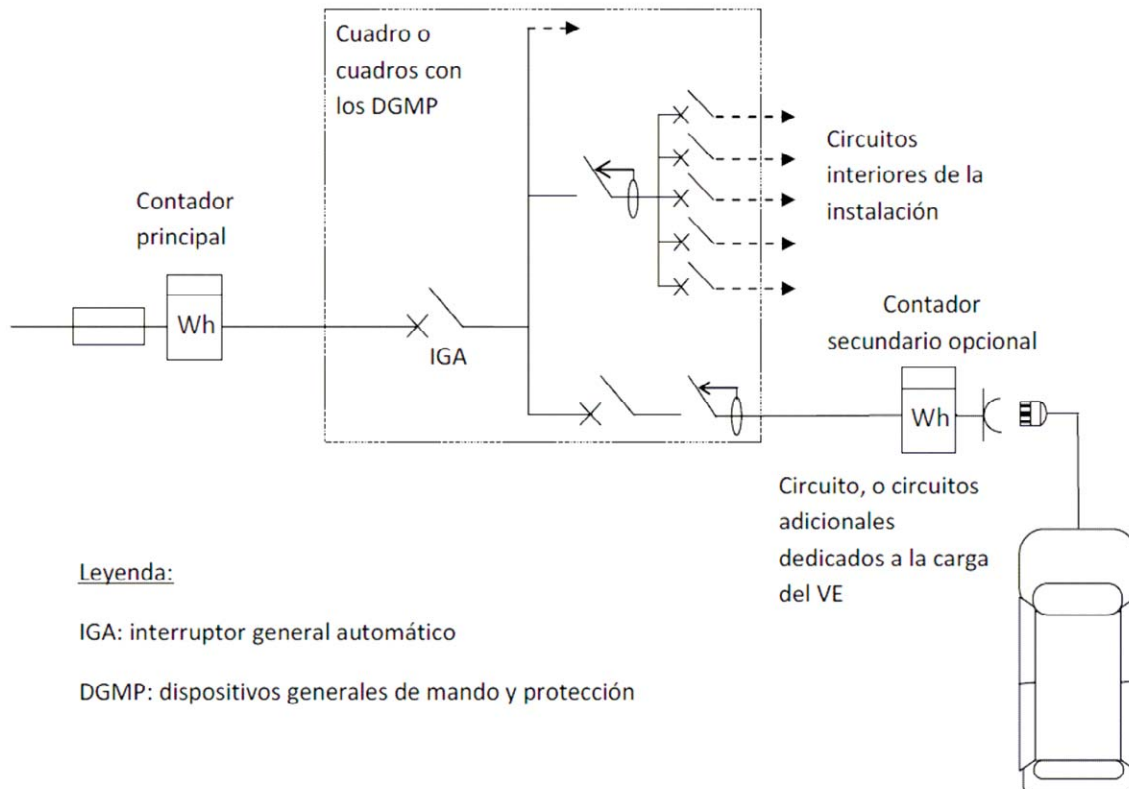 Cuadro o
cuadros con
los DGMP
Circuitos
interiores de la
instalación
Contador
principal
Wh
IGA
Contador
secundario opcional
Wh
Circuito, o circuitos
adicionales
dedicados a la carga
del VE
Leyenda:
IGA: interruptor general automático
DGMP: dispositivos generales de mando y protección